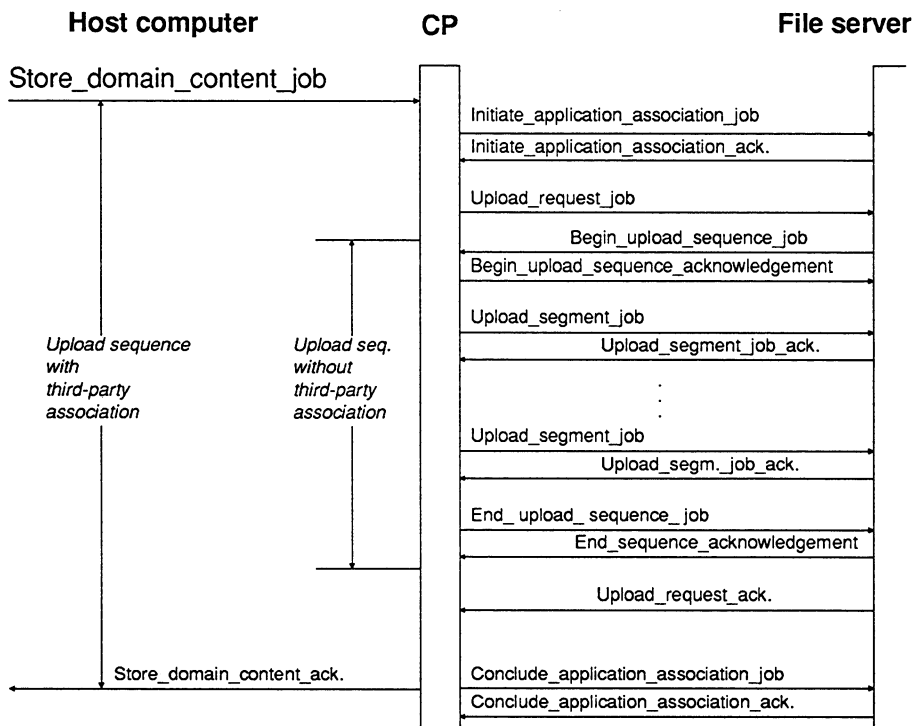 Host computer
CP
File server
Store_domain_content_job
Initiate_application_association_job
Initiate_application_association_ack.
Upload_request_job
Begin_upload_sequence_job
Begin_upload_sequence_acknowledgement
Upload_segment_job
Upload sequence
with
third-party
association
Upload seq.
without
third-party
association
Upload_segment_job_ack.
.
.
.
Upload_segment_job
Upload_segm._job_ack.
End_ upload_ sequence_ job
End_sequence_acknowledgement
Upload_request_ack.
Store_domain_content_ack.
Conclude_application_association_job
Conclude_application_association_ack.